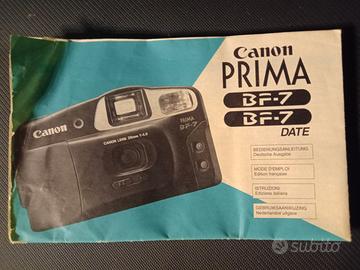 Canon
PRIMA
BF-7
BF-7
DATE
BEDIENUNGSANLEITUNG
Deutsche Ausgabe
MODE D'EMPLOI
Edition française
ISTRUZIONI
Edizione italiana
GEBRUIKSAANWIJZING
Nederlandse uitgave
Canon
CANON LENS 35mm 1:4.5
PRIMA
BF-7
subito